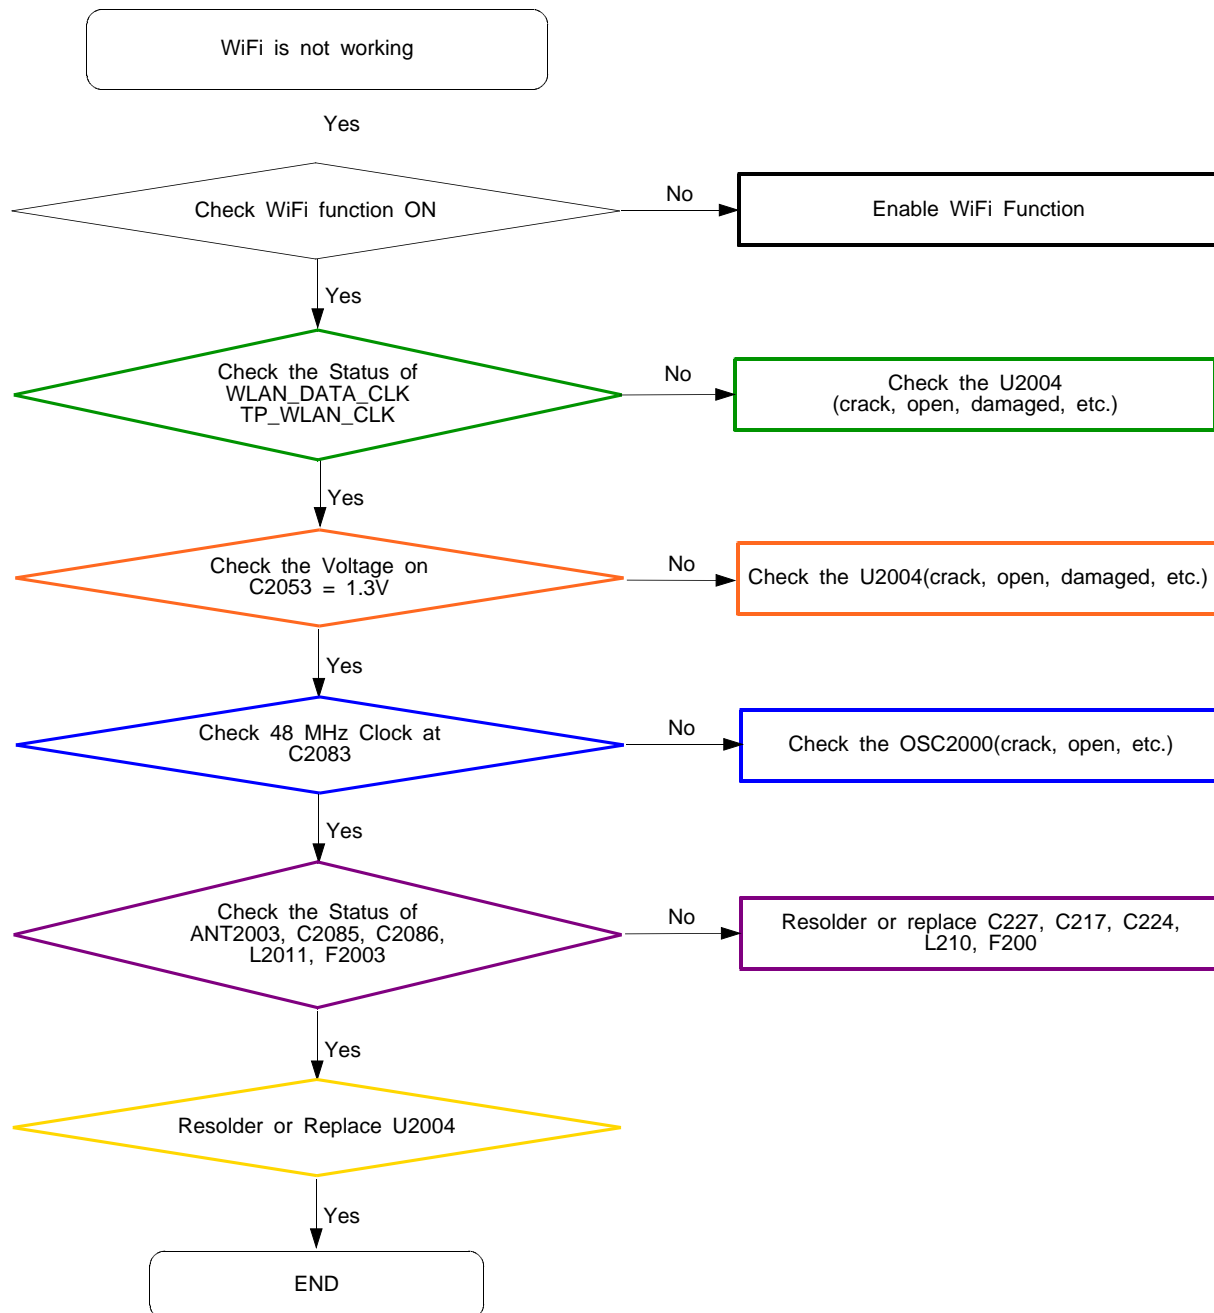 WiFi is not working
Yes
Check WiFi function ON
No
Enable WiFi Function
Yes
Check the Status of
WLAN_DATA_CLK
TP_WLAN_CLK
No
Check the U2004
(crack, open, damaged, etc.)
Yes
Check the Voltage on
C2053 = 1.3V
No
Check the U2004(crack, open, damaged, etc.)
Yes
Check 48 MHz Clock at
C2083
No
Check the OSC2000(crack, open, etc.)
Yes
Check the Status of
ANT2003, C2085, C2086,
L2011, F2003
No
Resolder or replace C227, C217, C224,
L210, F200
Yes
Resolder or Replace U2004
Yes
END